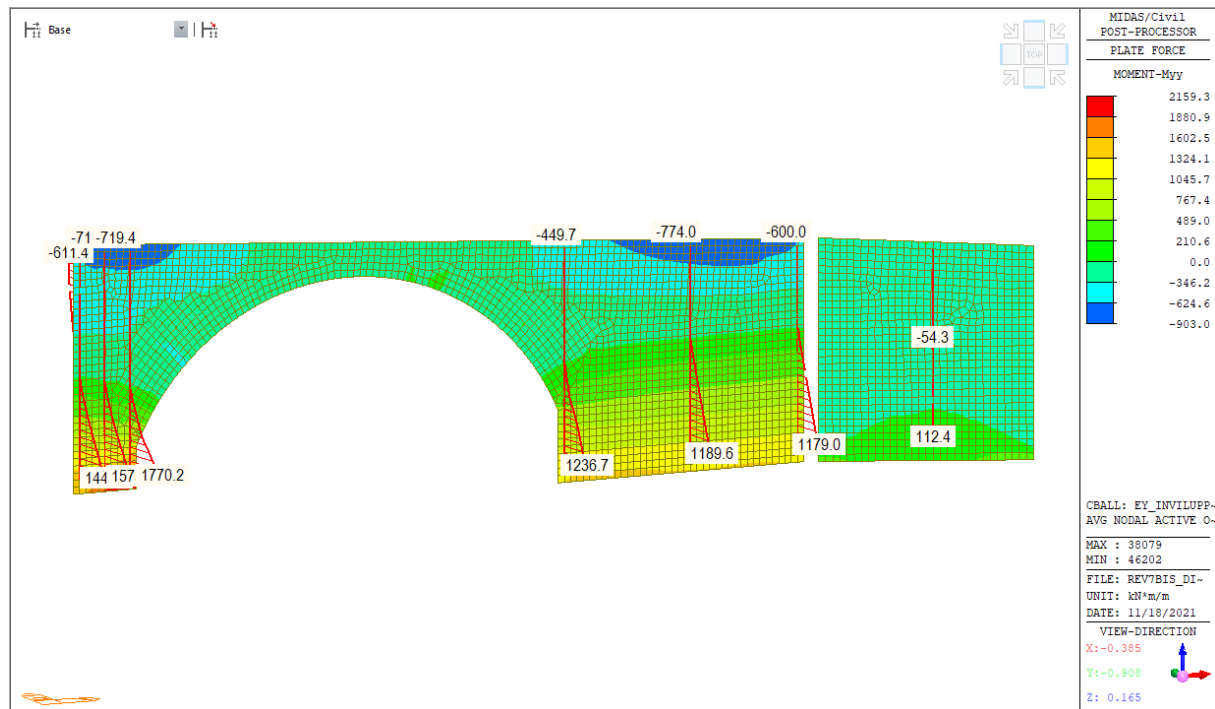 Base
TOP
MIDAS/Civil
POST-PROCESSOR
PLATE FORCE
MOMENT-Myy
2159.3
1880.9
1602.5
1324.1
1045.7
767.4
489.0
210.6
0.0
-346.2
-624.6
-903.0
-611.4
-71
-719.4
-449.7
-774.0
-600.0
-54.3
112.4
144
157
1770.2
1236.7
1189.6
1179.0
CBALL: EY_INVILUPP~
AVG NODAL ACTIVE O~
MAX : 38079
MIN : 46202
FILE: REV7BIS_DI~
UNIT: kN*m/m
DATE: 11/18/2021
VIEW-DIRECTION
X:-0.385
Y:-0.908
Z: 0.165